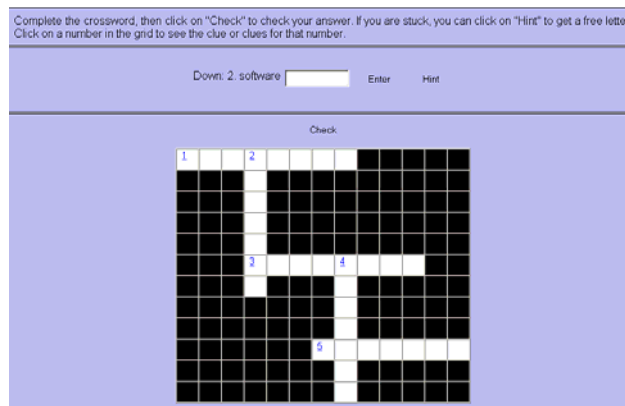 Complete the crossword, then click on "Check" to check your answer. If you are stuck, you can click on "Hint" to get a free lette
Click on a number in the grid to see the clue or clues for that number.
Down: 2. software Enter Hint
Check
1 2
3 4
5